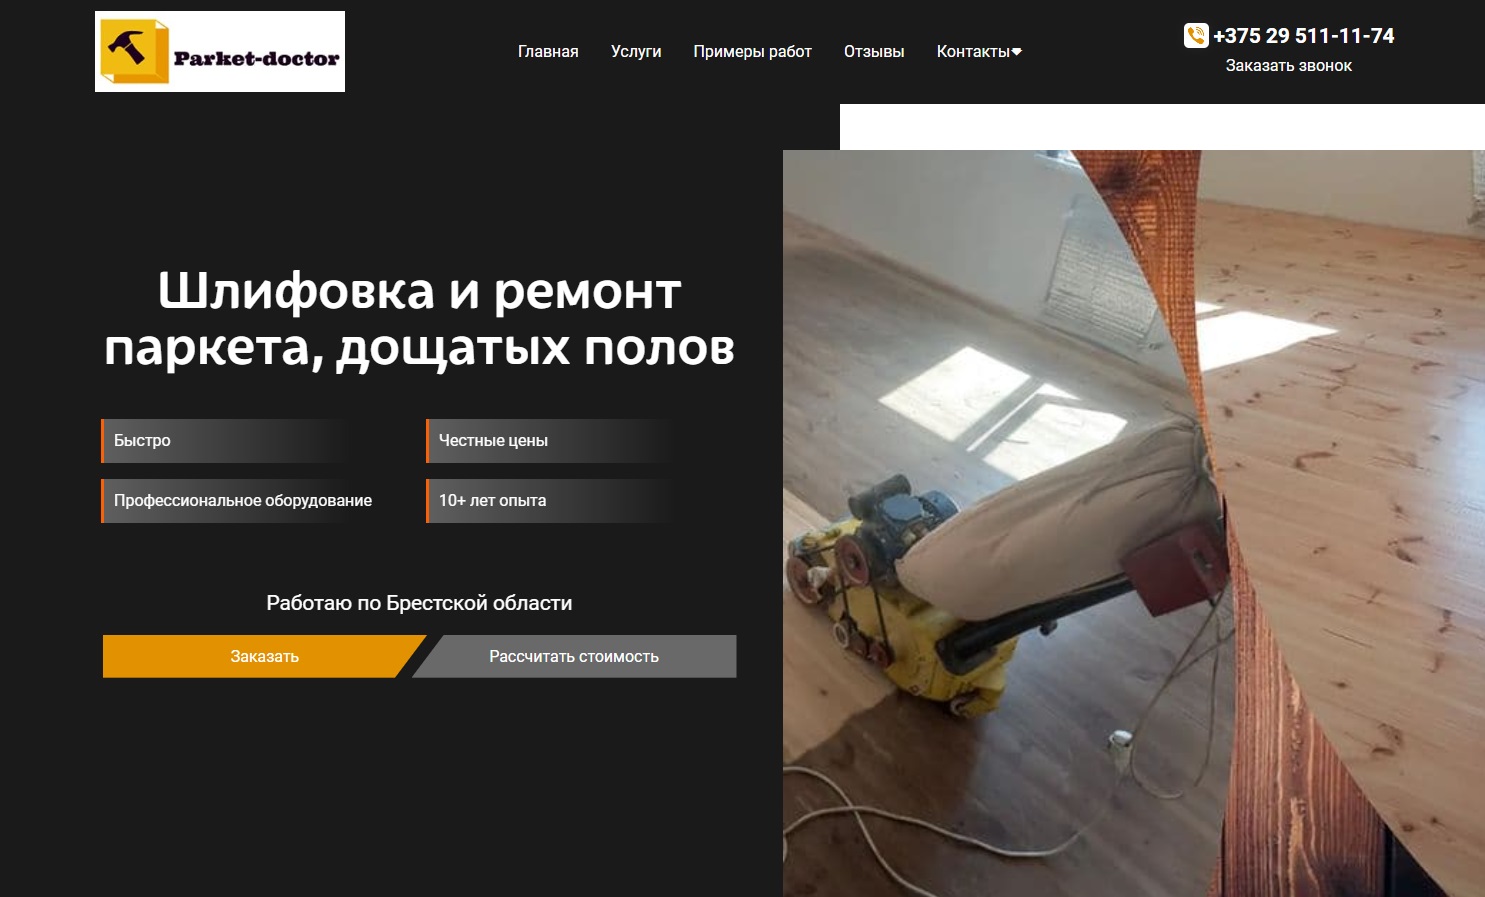 Parket-doctor
Главная Услуги Примеры работ Отзывы Контакты
+375 29 511-11-74
Заказать звонок
Шлифовка и ремонт
паркета, дощатых полов
Быстро
Честные цены
Профессиональное оборудование
10+ лет опыта
Работаю по Брестской области
Заказать
Рассчитать стоимость